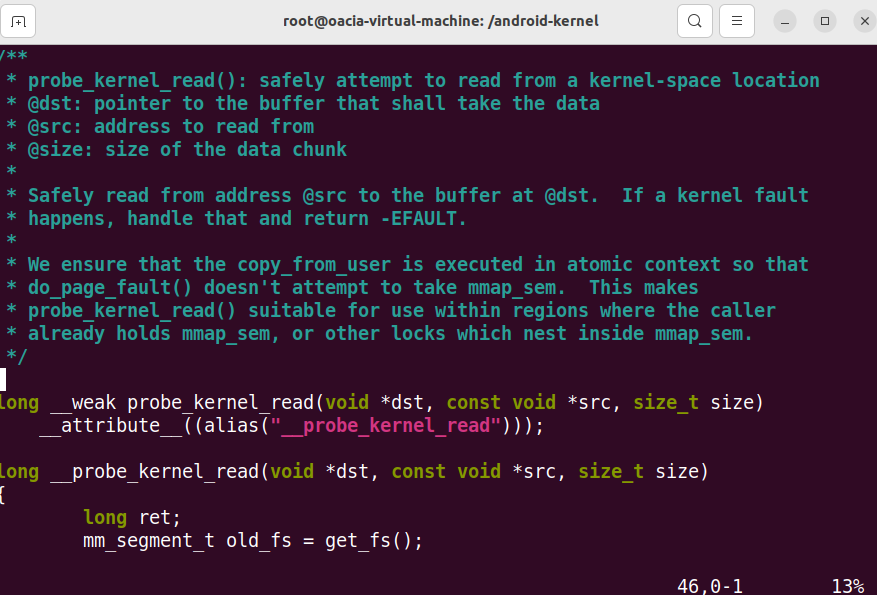 root@oacia-virtual-machine: /android-kernel
/**
 * probe_kernel_read(): safely attempt to read from a kernel-space location
 * @dst: pointer to the buffer that shall take the data
 * @src: address to read from
 * @size: size of the data chunk
 *
 * Safely read from address @src to the buffer at @dst.  If a kernel fault
 * happens, handle that and return -EFAULT.
 *
 * We ensure that the copy_from_user is executed in atomic context so that
 * do_page_fault() doesn't attempt to take mmap_sem.  This makes
 * probe_kernel_read() suitable for use within regions where the caller
 * already holds mmap_sem, or other locks which nest inside mmap_sem.
 */
long __weak probe_kernel_read(void *dst, const void *src, size_t size)
    __attribute__((alias("__probe_kernel_read")));
long __probe_kernel_read(void *dst, const void *src, size_t size)
{
        long ret;
        mm_segment_t old_fs = get_fs();
46,0-1 13%